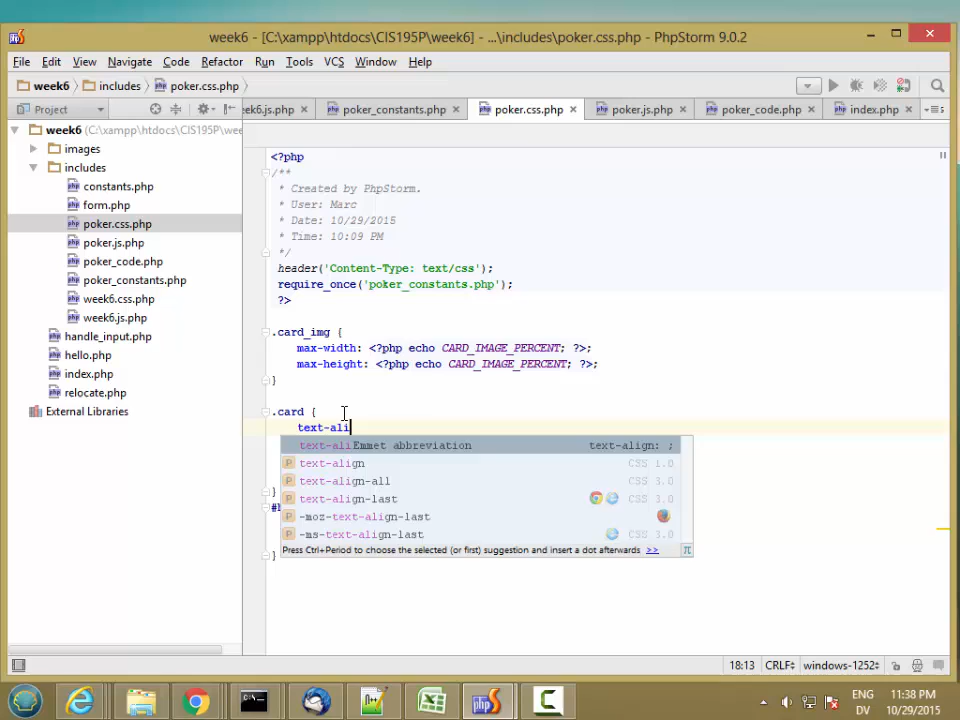 week6 - [C:\xampp\htdocs\CIS195P\week6] - ...\includes\poker.css.php - PhpStorm 9.0.2
File Edit View Navigate Code Refactor Run Tools VCS Window Help
week6 includes poker.css.php
Project
week6.js.php poker_constants.php poker.css.php poker.js.php poker_code.php index.php
week6 (C:\xampp\htdocs\CIS195P\wee
images
includes
constants.php
form.php
poker.css.php
poker.js.php
poker_code.php
poker_constants.php
week6.css.php
week6.js.php
handle_input.php
hello.php
index.php
relocate.php
External Libraries
<?php
/**
* Created by PhpStorm.
* User: Marc
* Date: 10/29/2015
* Time: 10:09 PM
*/
header('Content-Type: text/css');
require_once('poker_constants.php');
?>
.card_img {
max-width: <?php echo CARD_IMAGE_PERCENT; ?>;
max-height: <?php echo CARD_IMAGE_PERCENT; ?>;
}
.card {
text-ali
text-ali Emmet abbreviation text-align: ;
text-align CSS 1.0
text-align-all CSS 3.0
text-align-last CSS 3.0
-moz-text-align-last
-ms-text-align-last CSS 3.0
Press Ctrl+Period to choose the selected (or first) suggestion and insert a dot afterwards >> π
}
#
}
18:13 CRLF windows-1252
ENG 11:38 PM
DV 10/29/2015